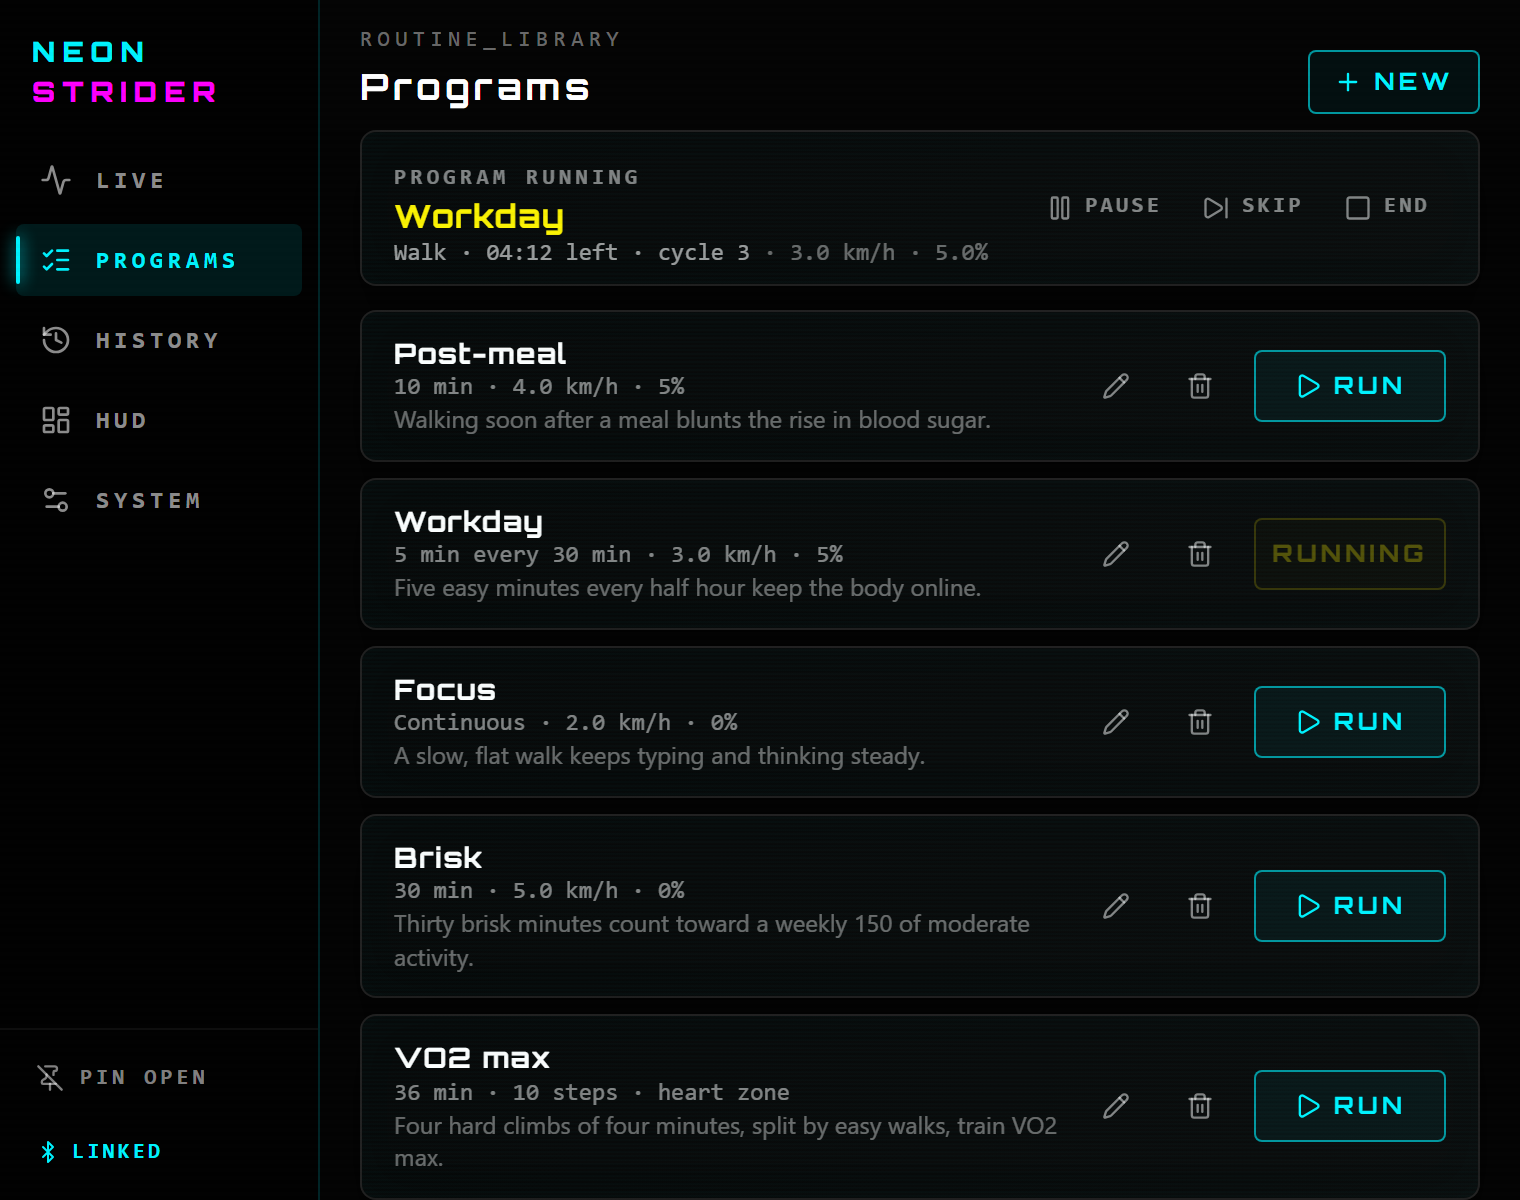 NEON
STRIDER
LIVE
PROGRAMS
HISTORY
HUD
SYSTEM
PIN OPEN
LINKED
ROUTINE_LIBRARY
Programs
+ NEW
PROGRAM RUNNING
Workday
Walk · 04:12 left · cycle 3 · 3.0 km/h · 5.0%
PAUSE
SKIP
END
Post-meal
10 min · 4.0 km/h · 5%
Walking soon after a meal blunts the rise in blood sugar.
RUN
Workday
5 min every 30 min · 3.0 km/h · 5%
Five easy minutes every half hour keep the body online.
RUNNING
Focus
Continuous · 2.0 km/h · 0%
A slow, flat walk keeps typing and thinking steady.
RUN
Brisk
30 min · 5.0 km/h · 0%
Thirty brisk minutes count toward a weekly 150 of moderate
activity.
RUN
VO2 max
36 min · 10 steps · heart zone
Four hard climbs of four minutes, split by easy walks, train VO2
max.
RUN